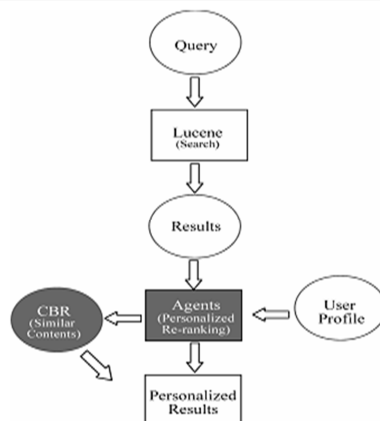 Query
Lucene
(Search)
Results
CBR
(Similar
Contents)
Agents
(Personalized
Re-ranking)
User
Profile
Personalized
Results